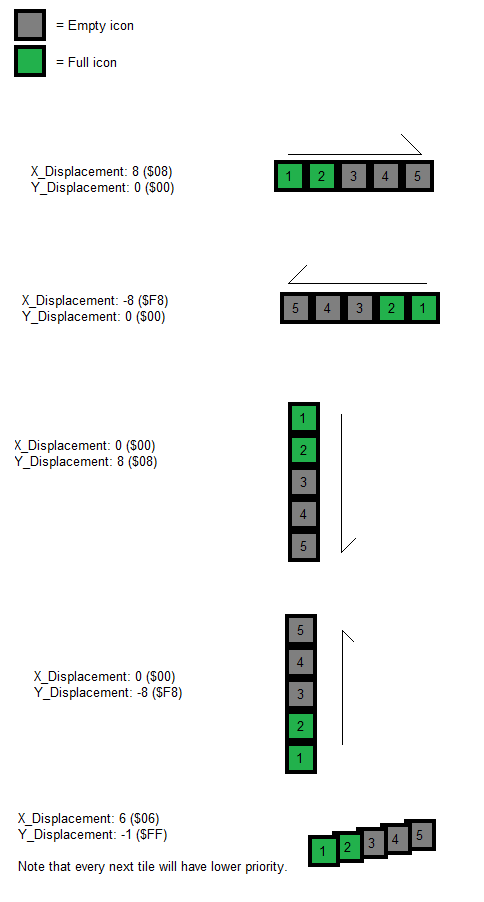 = Empty icon
= Full icon
X_Displacement: 8 ($08)
Y_Displacement: 0 ($00)
1 2 3 4 5
X_Displacement: -8 ($F8)
Y_Displacement: 0 ($00)
5 4 3 2 1
X_Displacement: 0 ($00)
Y_Displacement: 8 ($08)
1
2
3
4
5
X_Displacement: 0 ($00)
Y_Displacement: -8 ($F8)
5
4
3
2
1
X_Displacement: 6 ($06)
Y_Displacement: -1 ($FF)
1 2 3 4 5
Note that every next tile will have lower priority.